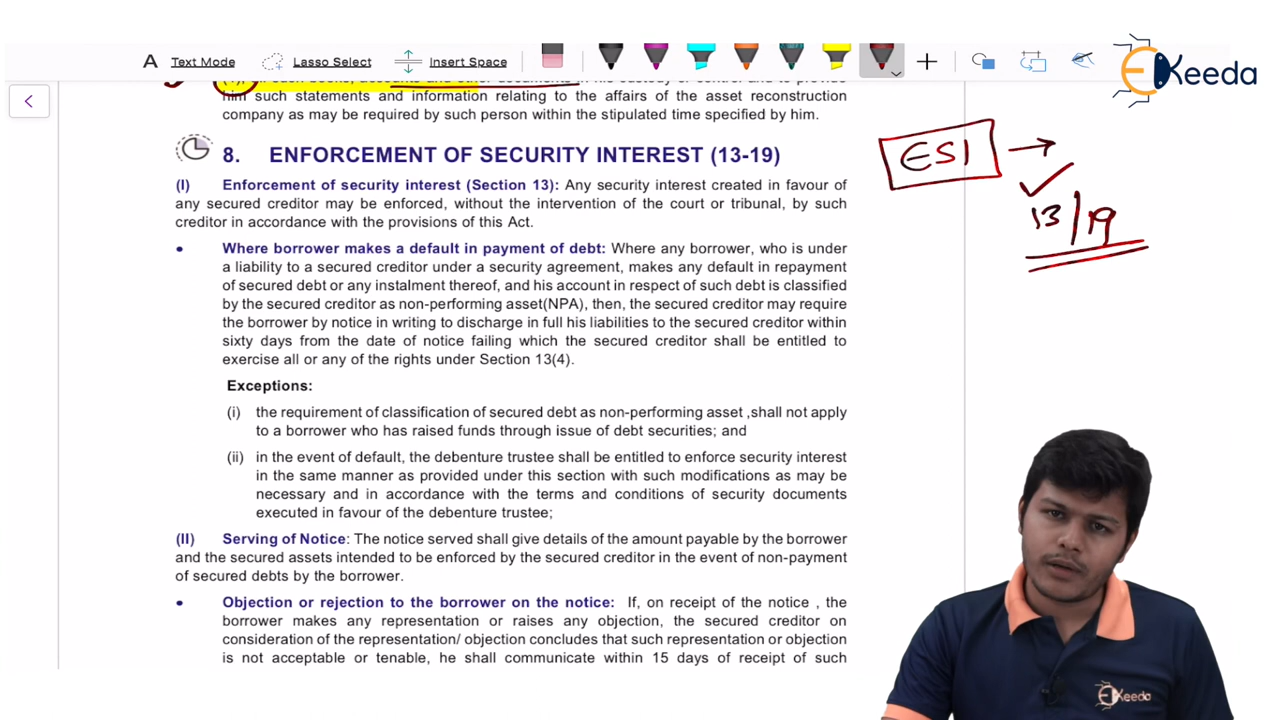 A Text Mode Lasso Select Insert Space
EKeeda
him such statements and information relating to the affairs of the asset reconstruction
company as may be required by such person within the stipulated time specified by him.
8. ENFORCEMENT OF SECURITY INTEREST (13-19)
ESI →
13/19
(I) Enforcement of security interest (Section 13): Any security interest created in favour of
any secured creditor may be enforced, without the intervention of the court or tribunal, by such
creditor in accordance with the provisions of this Act.
• Where borrower makes a default in payment of debt: Where any borrower, who is under
a liability to a secured creditor under a security agreement, makes any default in repayment
of secured debt or any instalment thereof, and his account in respect of such debt is classified
by the secured creditor as non-performing asset(NPA), then, the secured creditor may require
the borrower by notice in writing to discharge in full his liabilities to the secured creditor within
sixty days from the date of notice failing which the secured creditor shall be entitled to
exercise all or any of the rights under Section 13(4).
Exceptions:
(i) the requirement of classification of secured debt as non-performing asset ,shall not apply
to a borrower who has raised funds through issue of debt securities; and
(ii) in the event of default, the debenture trustee shall be entitled to enforce security interest
in the same manner as provided under this section with such modifications as may be
necessary and in accordance with the terms and conditions of security documents
executed in favour of the debenture trustee;
(II) Serving of Notice: The notice served shall give details of the amount payable by the borrower
and the secured assets intended to be enforced by the secured creditor in the event of non-payment
of secured debts by the borrower.
• Objection or rejection to the borrower on the notice: If, on receipt of the notice , the
borrower makes any representation or raises any objection, the secured creditor on
consideration of the representation/ objection concludes that such representation or objection
is not acceptable or tenable, he shall communicate within 15 days of receipt of such
EKeeda